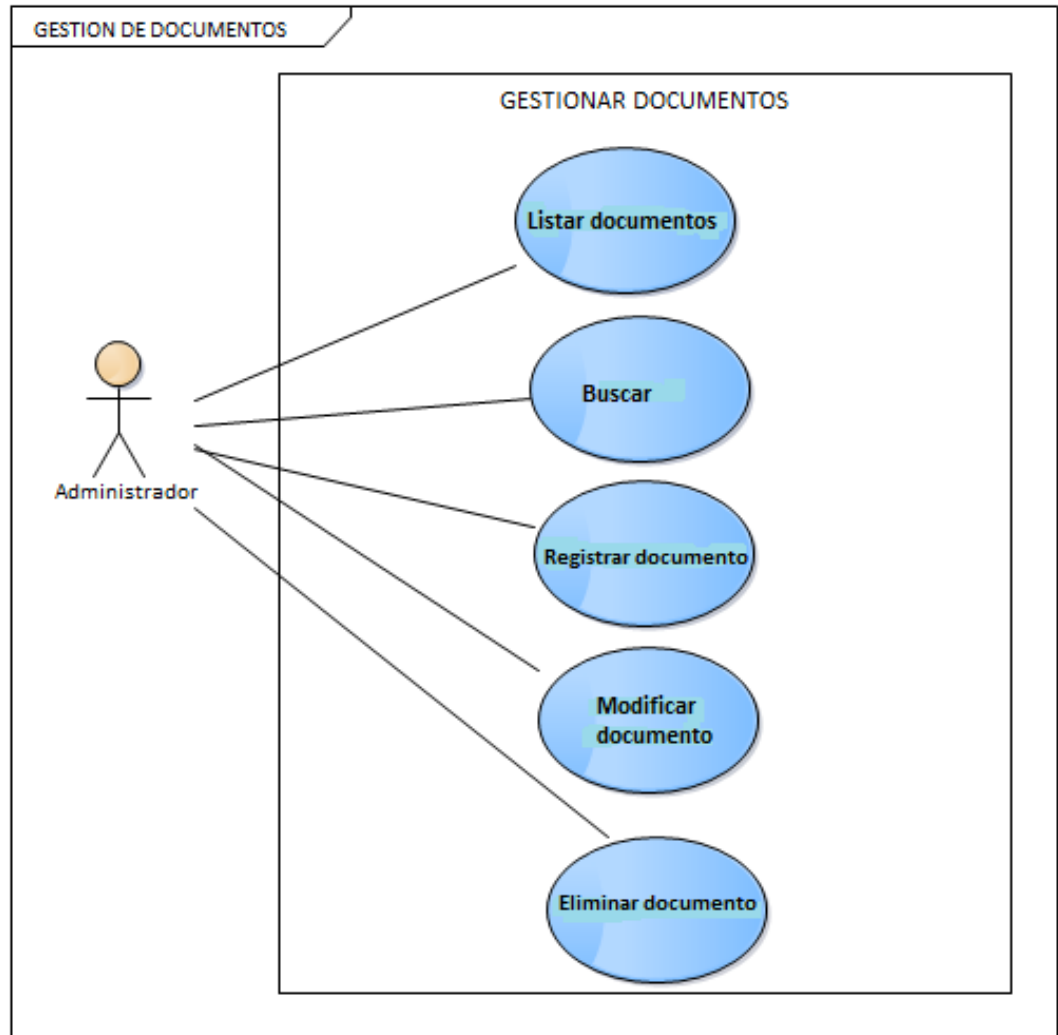 GESTION DE DOCUMENTOS
GESTIONAR DOCUMENTOS
Listar documentos
Buscar
Administrador
Registrar documento
Modificar
documento
Eliminar documento